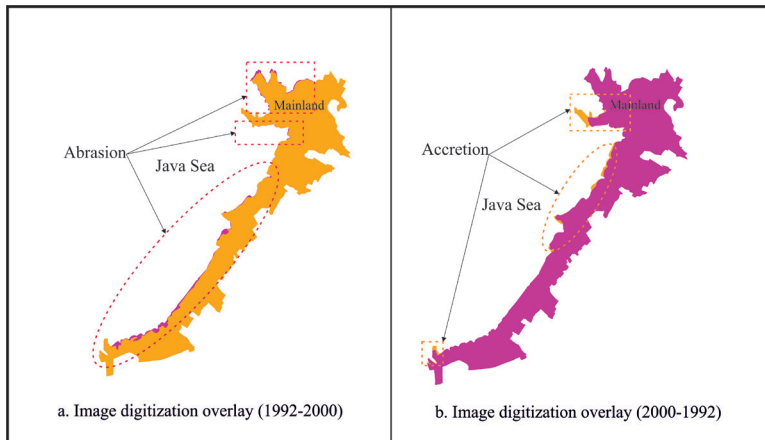 Mainland
Abrasion
Java Sea
a. Image digitization overlay (1992-2000)
Mainland
Accretion
Java Sea
b. Image digitization overlay (2000-1992)